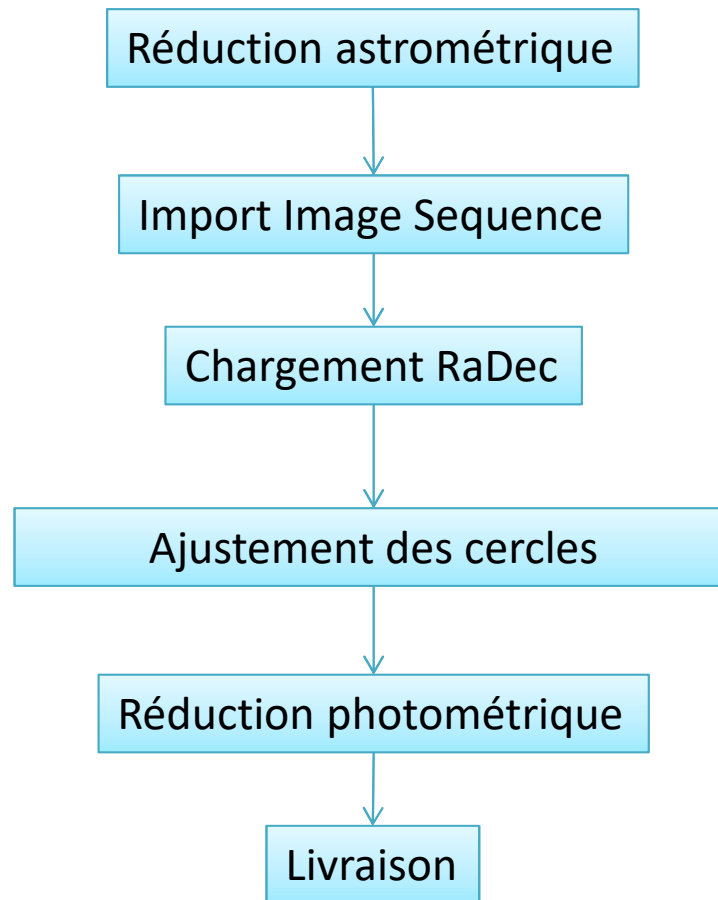 Réduction astrométrique
Import Image Sequence
Chargement RaDec
Ajustement des cercles
Réduction photométrique
Livraison